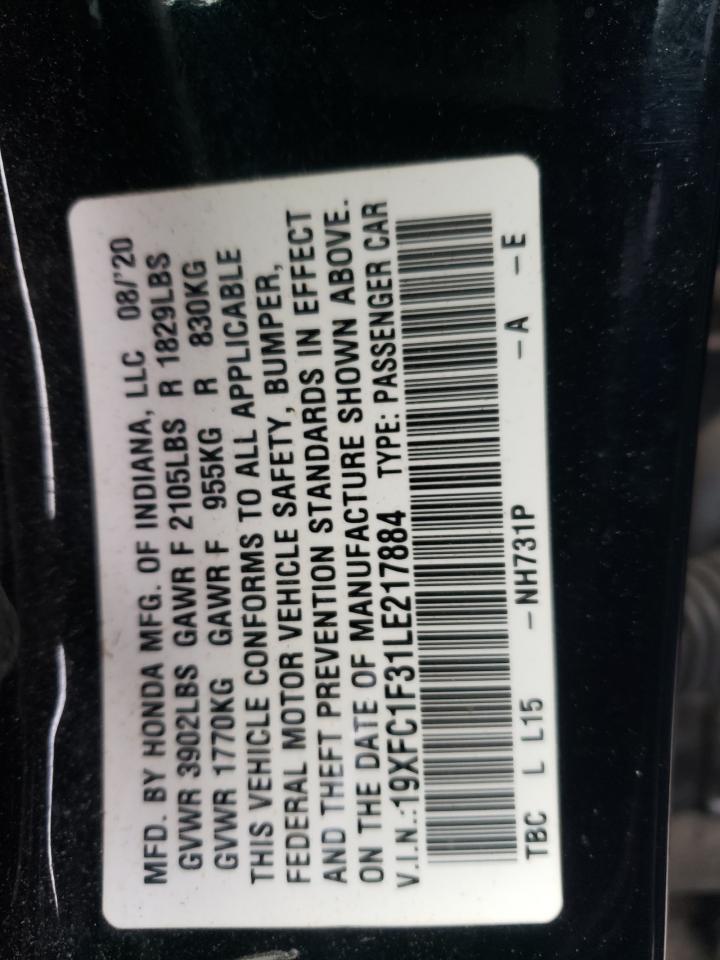 MFD. BY HONDA MFG. OF INDIANA, LLC 08/'20
GVWR 3902LBS GAWR F 2105LBS R 1829LBS
GVWR 1770KG GAWR F 955KG R 830KG
THIS VEHICLE CONFORMS TO ALL APPLICABLE
FEDERAL MOTOR VEHICLE SAFETY, BUMPER,
AND THEFT PREVENTION STANDARDS IN EFFECT
ON THE DATE OF MANUFACTURE SHOWN ABOVE.
V.I.N.:19XFC1F31LE217884 TYPE: PASSENGER CAR
TBC L L15 -NH731P -A -E